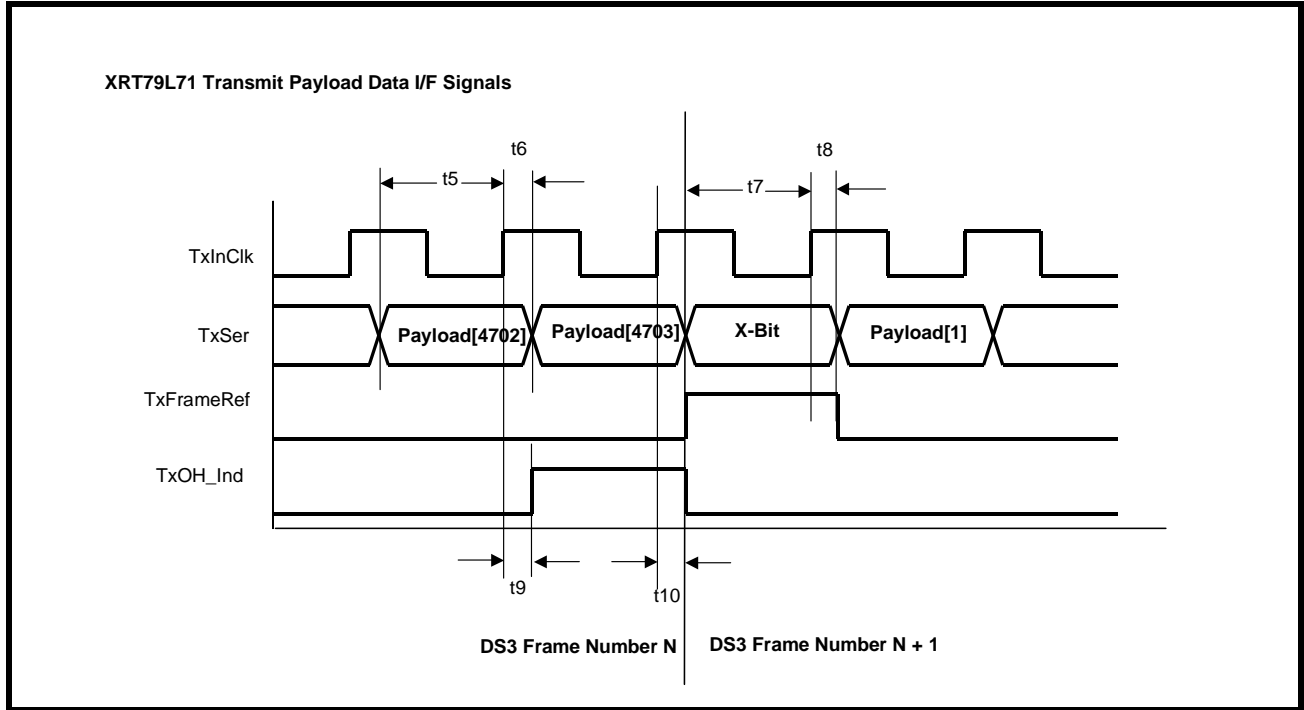 XRT79L71 Transmit Payload Data I/F Signals
t6
t8
t5
t7
TxInClk
TxSer
Payload[4702]
Payload[4703]
X-Bit
Payload[1]
TxFrameRef
TxOH_Ind
t9
t10
DS3 Frame Number N
DS3 Frame Number N + 1